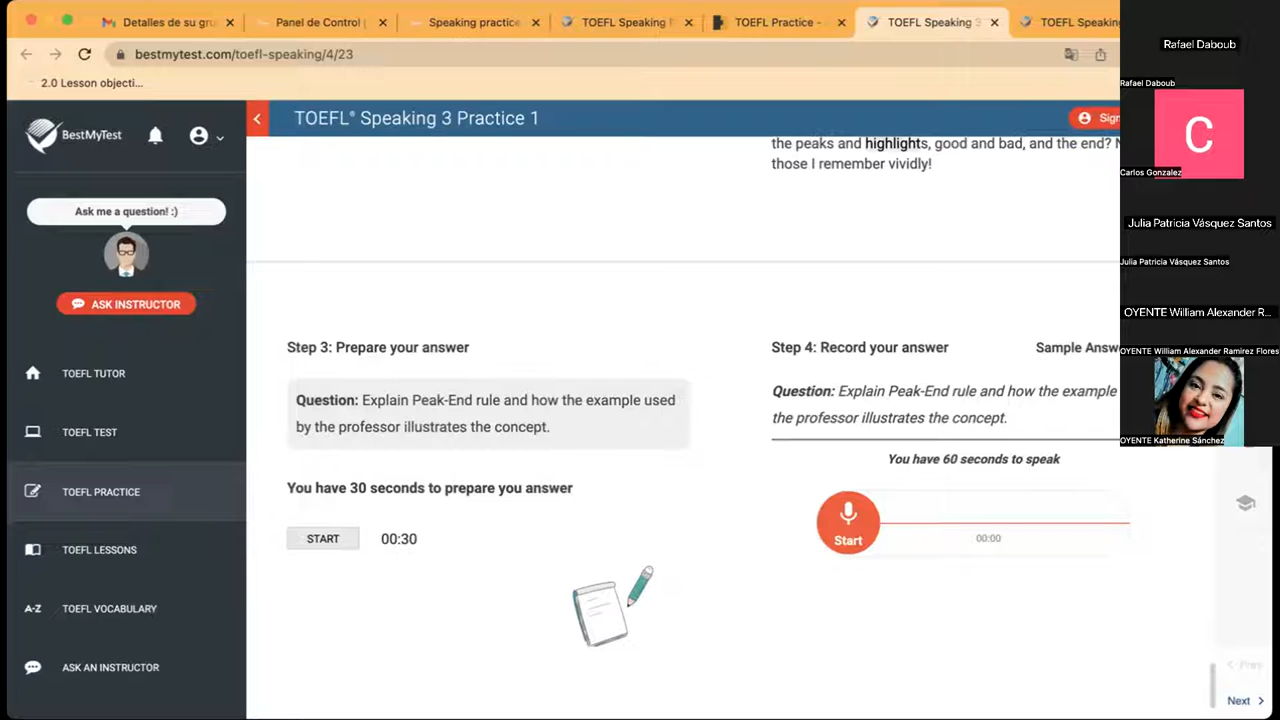 Detalles de su gru
Panel de Control (
Speaking practice
TOEFL Speaking
TOEFL Practice -
TOEFL Speaking 3
TOEFL Speaking
bestmytest.com/toefl-speaking/4/23
2.0 Lesson objecti...
BestMyTest
TOEFL® Speaking 3 Practice 1
Sign
the peaks and highlights, good and bad, and the end?
those I remember vividly!
Ask me a question! :)
ASK INSTRUCTOR
TOEFL TUTOR
TOEFL TEST
TOEFL PRACTICE
TOEFL LESSONS
A-Z TOEFL VOCABULARY
ASK AN INSTRUCTOR
Step 3: Prepare your answer
Question: Explain Peak-End rule and how the example used
by the professor illustrates the concept.
You have 30 seconds to prepare you answer
START 00:30
Step 4: Record your answer
Sample Answ
Question: Explain Peak-End rule and how the example
the professor illustrates the concept.
You have 60 seconds to speak
Start
00:00
Prev
Next
Rafael Daboub
Rafael Daboub
C
Carlos Gonzalez
Julia Patricia Vásquez Santos
Julia Patricia Vásquez Santos
OYENTE William Alexander R...
OYENTE William Alexander Ramirez Flores
OYENTE Katherine Sánchez